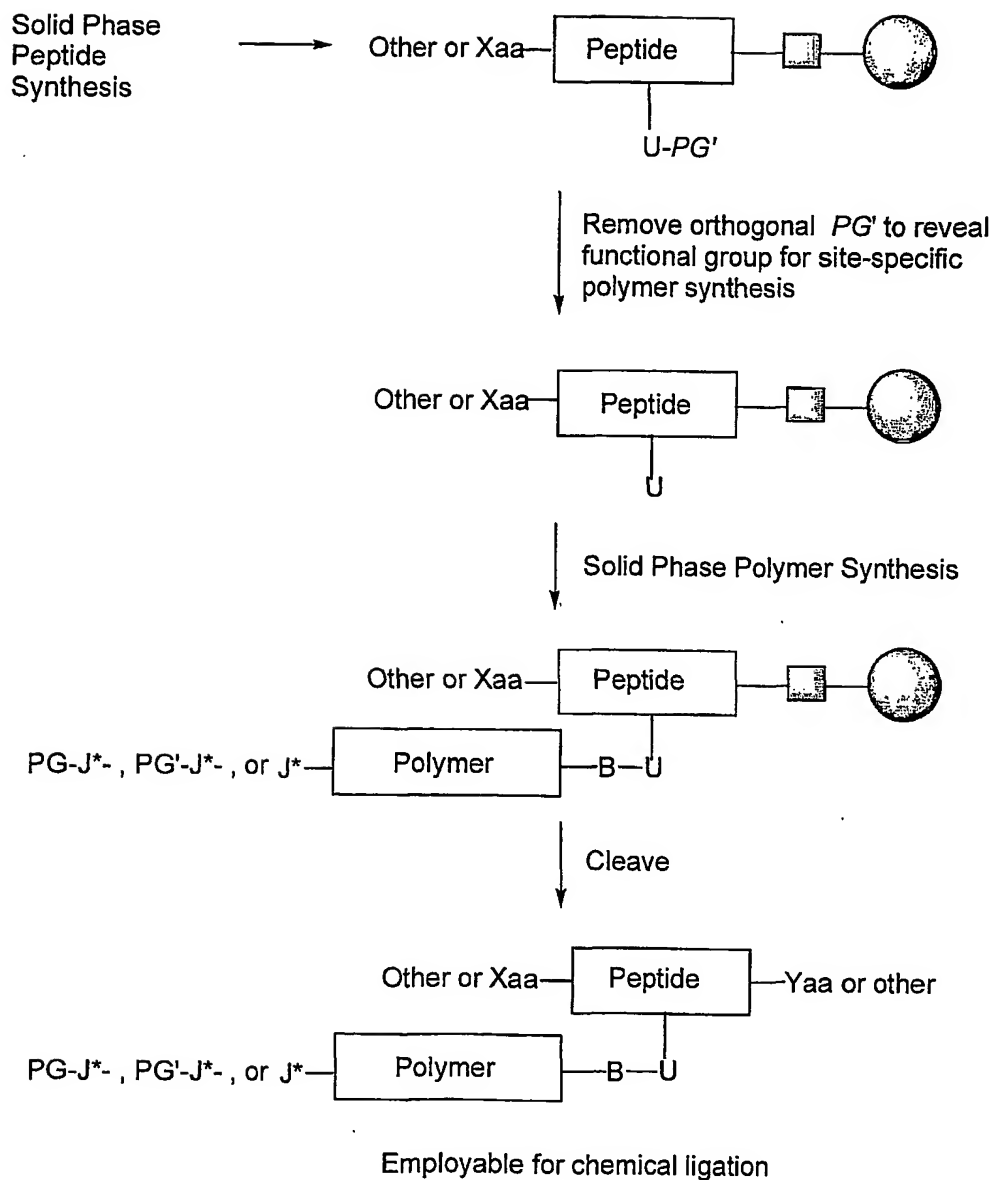 Solid Phase
Peptide
Synthesis
Other or Xaa
Peptide
U-PG'
Remove orthogonal PG' to reveal
functional group for site-specific
polymer synthesis
Other or Xaa
Peptide
U
Solid Phase Polymer Synthesis
Other or Xaa
Peptide
PG-J*- , PG'-J*- , or J*
Polymer
B
U
Cleave
Other or Xaa
Peptide
Yaa or other
PG-J*- , PG'-J*- , or J*
Polymer
B
U
Employable for chemical ligation